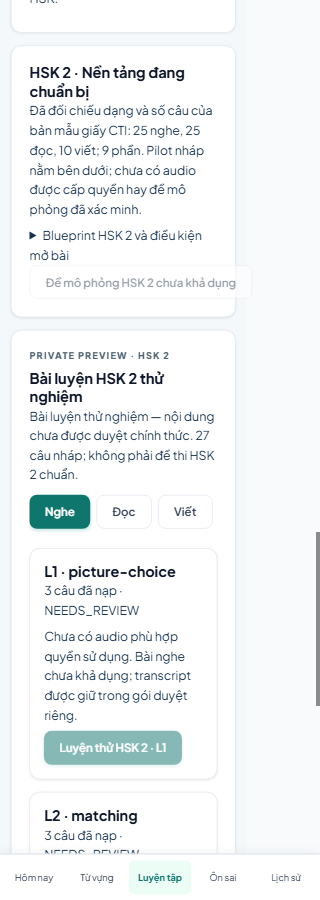 HSK.
HSK 2 · Nền tảng đang
chuẩn bị
Đã đối chiếu dạng và số câu của
bản mẫu giấy CTI: 25 nghe, 25
đọc, 10 viết; 9 phần. Pilot nháp
nằm bên dưới; chưa có audio
được cấp quyền hay đề mô
phỏng đã xác minh.
▶ Blueprint HSK 2 và điều kiện
mở bài
Đề mô phỏng HSK 2 chưa khả dụng
PRIVATE PREVIEW · HSK 2
Bài luyện HSK 2 thử
nghiệm
Bài luyện thử nghiệm — nội dung
chưa được duyệt chính thức. 27
câu nháp; không phải đề thi HSK
2 chuẩn.
Nghe Đọc Viết
L1 · picture-choice
3 câu đã nạp ·
NEEDS_REVIEW
Chưa có audio phù hợp
quyền sử dụng. Bài nghe
chưa khả dụng; transcript
được giữ trong gói duyệt
riêng.
Luyện thử HSK 2 · L1
L2 · matching
3 câu đã nạp ·
NEEDS_REVIEW
Hôm nay Từ vựng Luyện tập Ôn sai Lịch sử